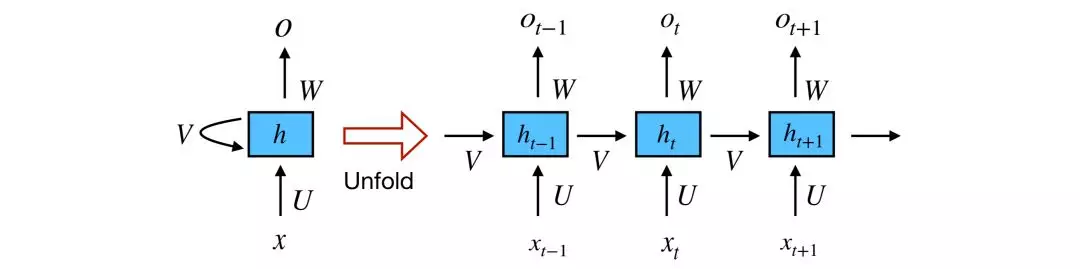 o o_{t-1} o_t o_{t+1}
W W W W
V h h_{t-1} h_t h_{t+1}
V V V
Unfold
U U U U
x x_{t-1} x_t x_{t+1}